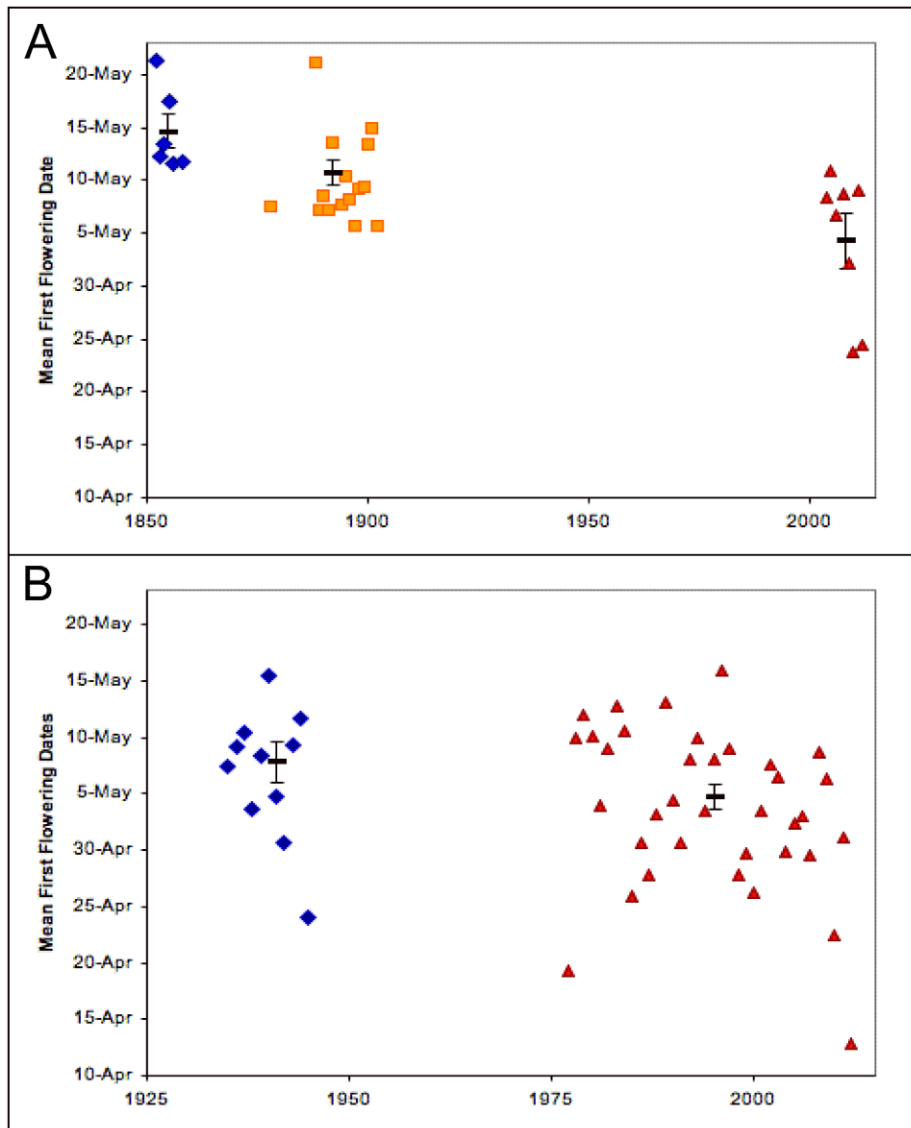 A
Mean First Flowering Date
20-May
15-May
10-May
5-May
30-Apr
25-Apr
20-Apr
15-Apr
10-Apr
1850 1900 1950 2000
B
Mean First Flowering Dates
20-May
15-May
10-May
5-May
30-Apr
25-Apr
20-Apr
15-Apr
10-Apr
1925 1950 1975 2000